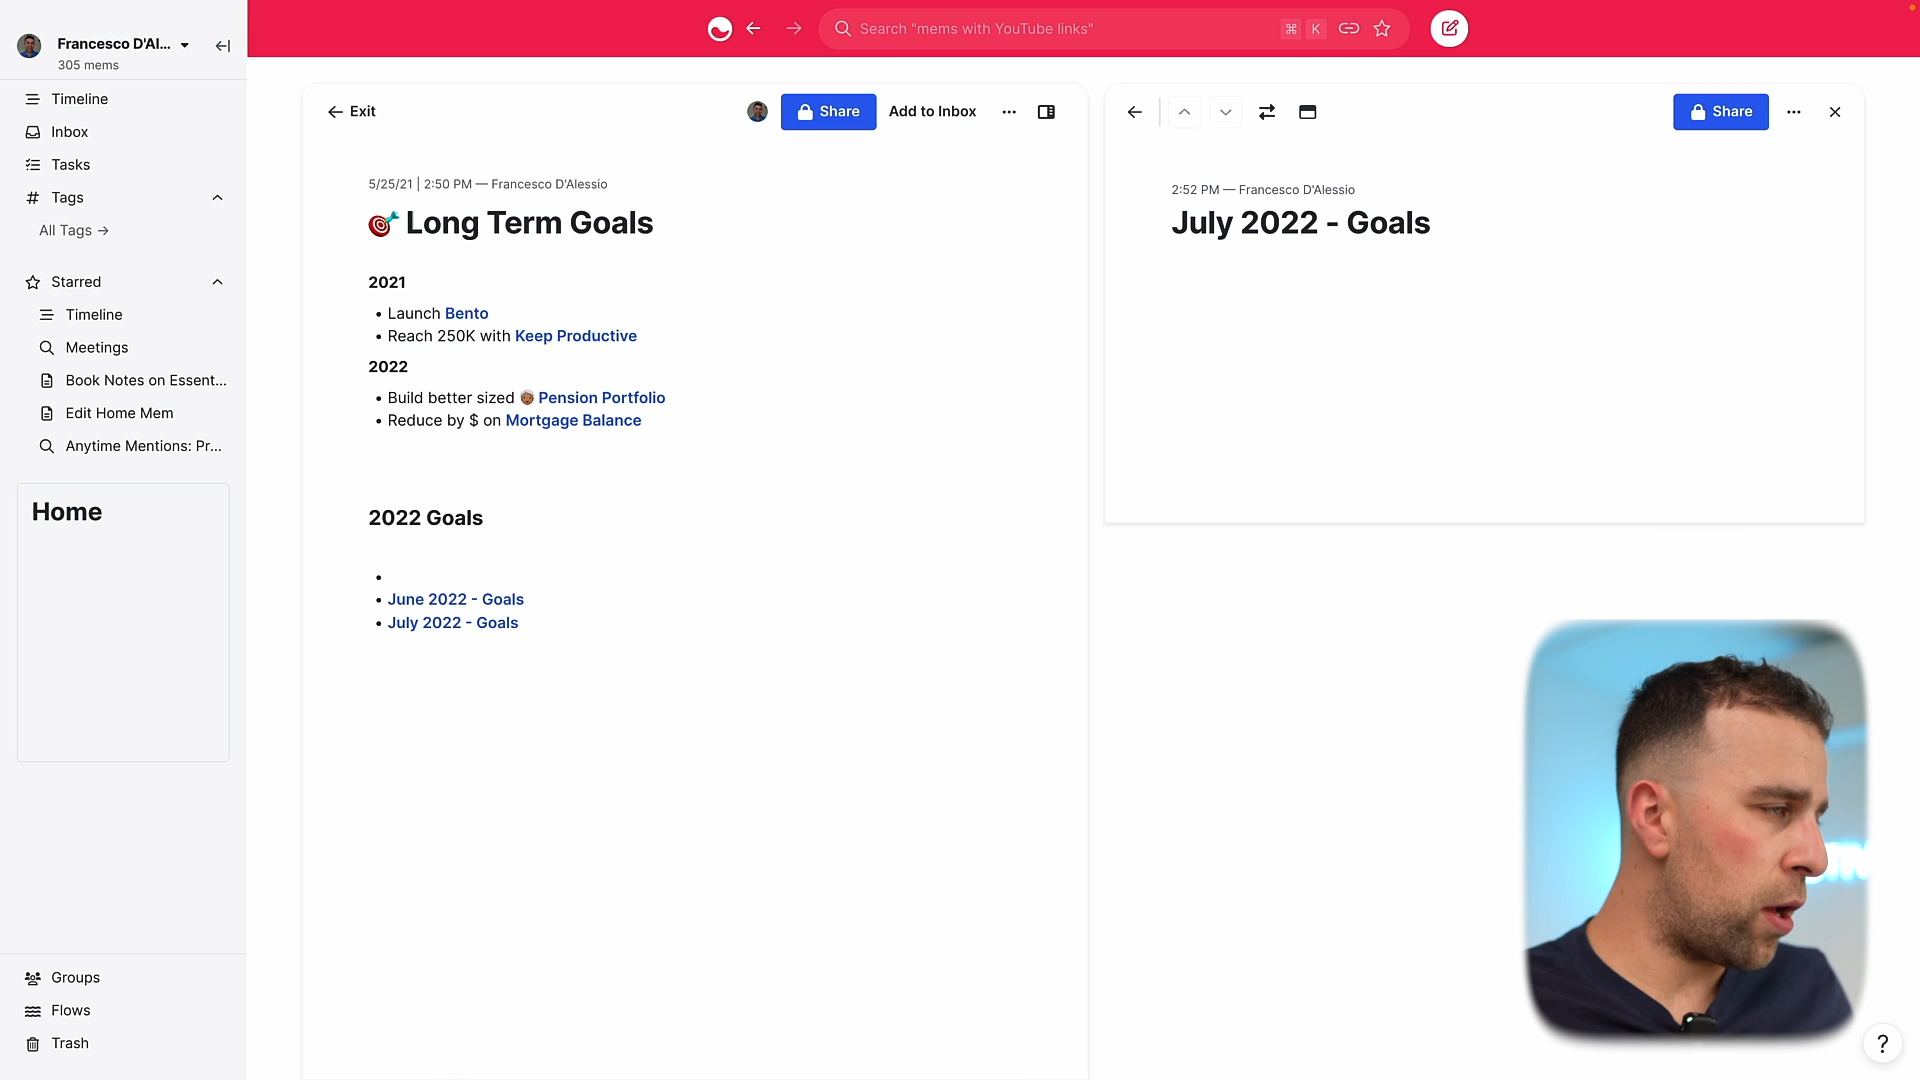 Francesco D'Al...
305 mems
Timeline
Inbox
Tasks
Tags
All Tags →
Starred
Timeline
Meetings
Book Notes on Essent...
Edit Home Mem
Anytime Mentions: Pr...
Home
Groups
Flows
Trash
Search "mems with YouTube links"
⌘ K
Exit
Share
Add to Inbox
5/25/21 | 2:50 PM — Francesco D'Alessio
🎯 Long Term Goals
2021
• Launch Bento
• Reach 250K with Keep Productive
2022
• Build better sized 👴🏽 Pension Portfolio
• Reduce by $ on Mortgage Balance
2022 Goals
•
• June 2022 - Goals
• July 2022 - Goals
Share
2:52 PM — Francesco D'Alessio
July 2022 - Goals
?